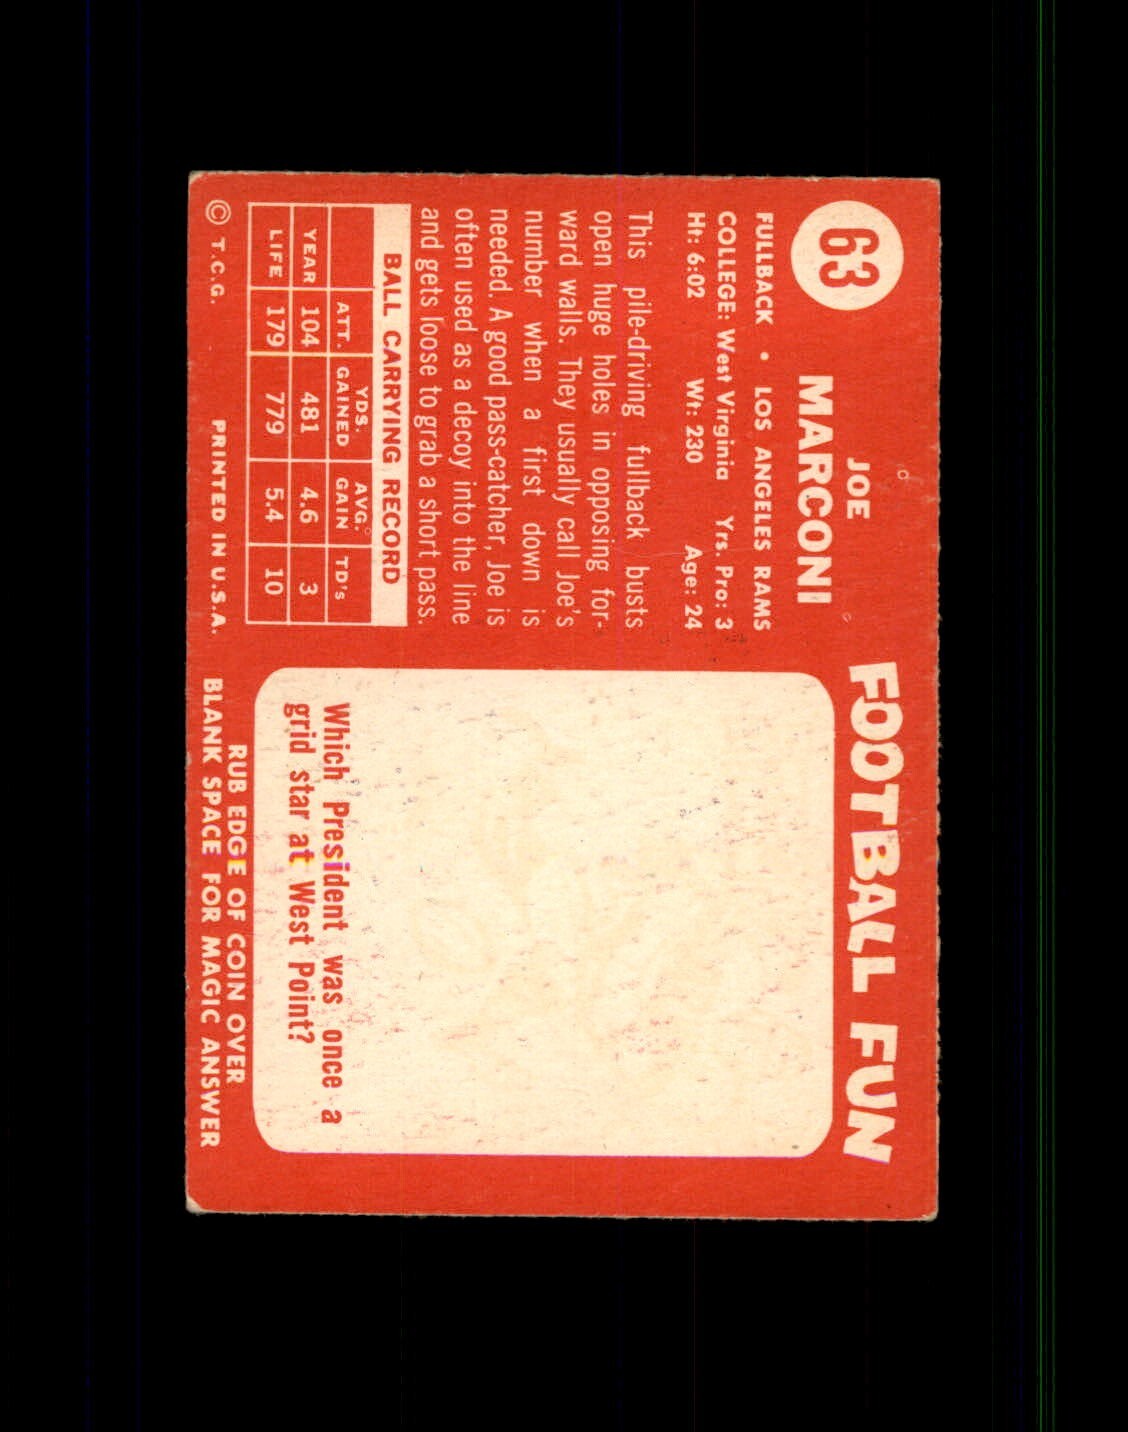 63
JOE
MARCONI
FULLBACK • LOS ANGELES RAMS
COLLEGE: West Virginia Yrs. Pro: 3
Ht: 6:02 Wt: 230 Age: 24
This pile-driving fullback busts
open huge holes in opposing for-
ward walls. They usually call Joe's
number when a first down is
needed. A good pass-catcher, Joe is
often used as a decoy into the line
and gets loose to grab a short pass.
BALL CARRYING RECORD
ATT. YDS. GAINED AVG. GAIN TD's
YEAR 104 481 4.6 3
LIFE 179 779 5.4 10
© T.C.G. PRINTED IN U.S.A.
FOOTBALL FUN
Which President was once a
grid star at West Point?
RUB EDGE OF COIN OVER
BLANK SPACE FOR MAGIC ANSWER